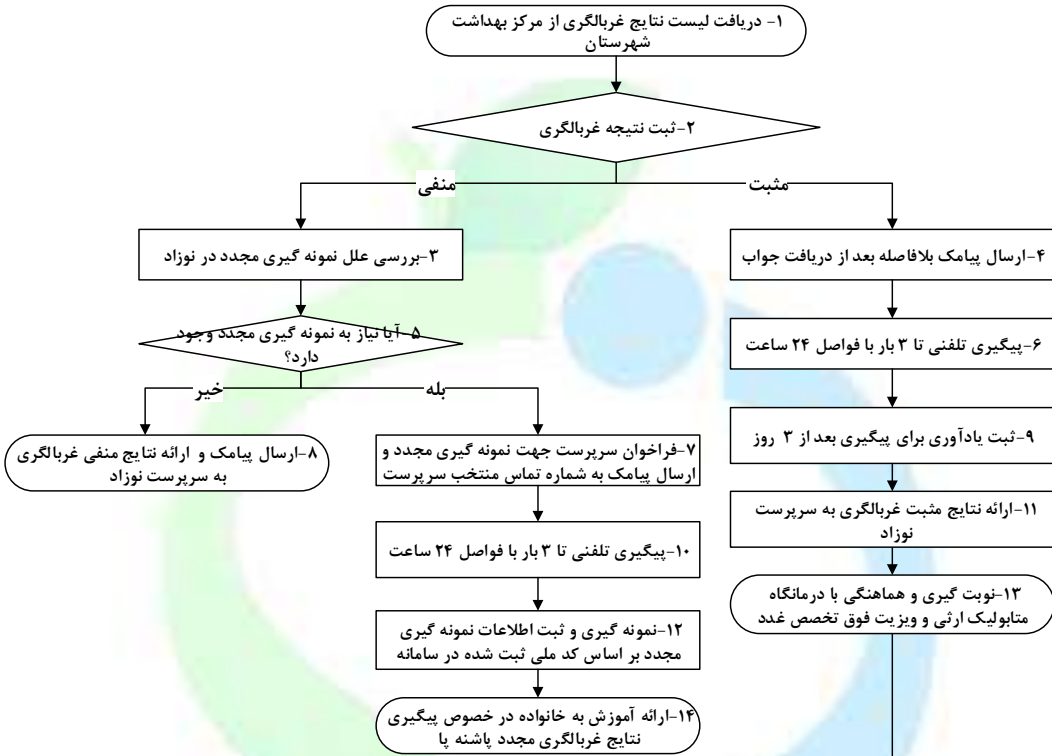 ۱- دریافت لیست نتایج غربالگری از مرکز بهداشت
شهرستان
۲-ثبت نتیجه غربالگری
مثبت
منفی
۴-ارسال پیامک بلافاصله بعد از دریافت جواب
۳-بررسی علل نمونه گیری مجدد در نوزاد
۵-آیا نیاز به نمونه گیری مجدد وجود
دارد؟
۶-پیگیری تلفنی تا ۳ بار با فواصل ۲۴ ساعت
بله
خیر
۹-ثبت یادآوری برای پیگیری بعد از ۳ روز
۷-فراخوان سرپرست جهت نمونه گیری مجدد و
ارسال پیامک به شماره تماس منتخب سرپرست
۸-ارسال پیامک و ارائه نتایج منفی غربالگری
به سرپرست نوزاد
۱۱-ارائه نتایج مثبت غربالگری به سرپرست
نوزاد
۱۰-پیگیری تلفنی تا ۳ بار با فواصل ۲۴ ساعت
۱۳-نوبت گیری و هماهنگی با درمانگاه
متابولیک ارثی و ویزیت فوق تخصص غدد
۱۲-نمونه گیری و ثبت اطلاعات نمونه گیری
مجدد بر اساس کد ملی ثبت شده در سامانه
۱۴-ارائه آموزش به خانواده در خصوص پیگیری
نتایج غربالگری مجدد پاشنه پا